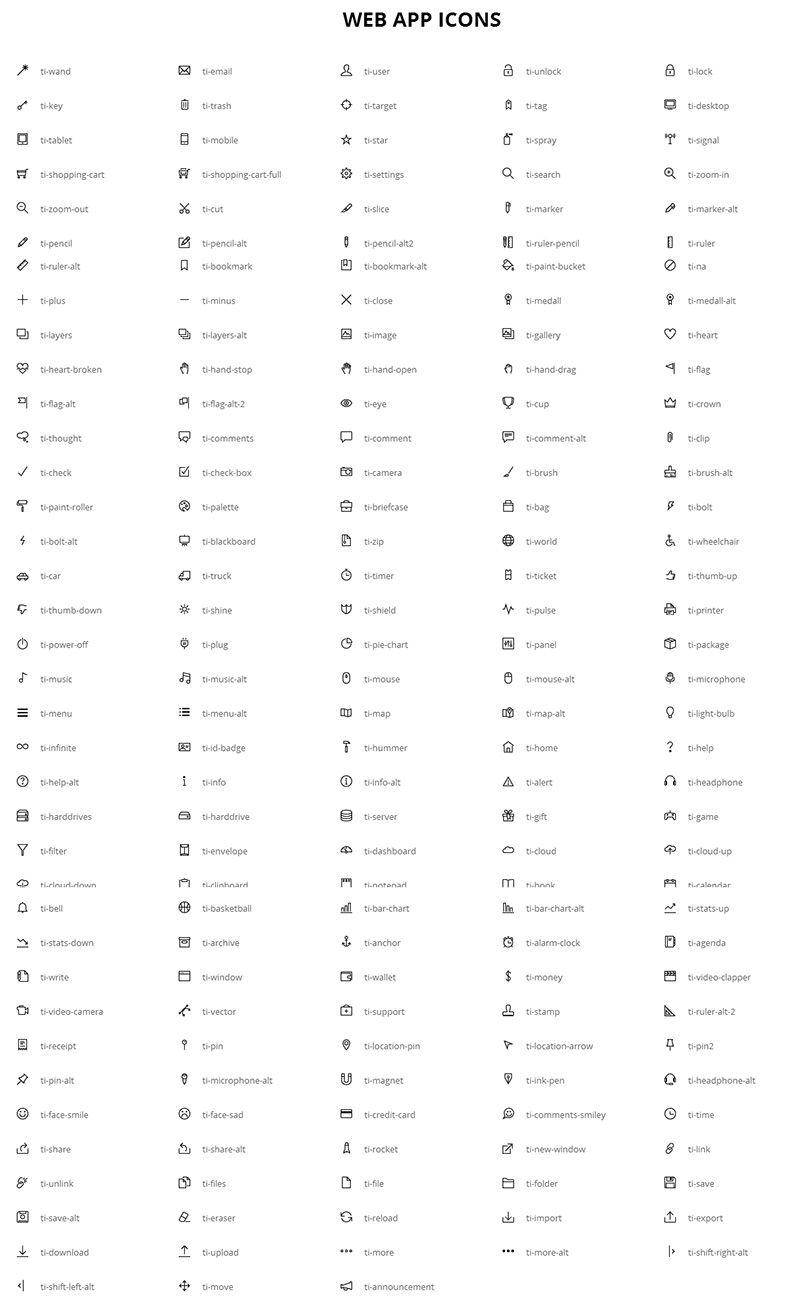 WEB APP ICONS
ti-wand ti-email ti-user ti-unlock ti-lock
ti-key ti-trash ti-target ti-tag ti-desktop
ti-tablet ti-mobile ti-star ti-spray ti-signal
ti-shopping-cart ti-shopping-cart-full ti-settings ti-search ti-zoom-in
ti-zoom-out ti-cut ti-slice ti-marker ti-marker-alt
ti-pencil ti-pencil-alt ti-pencil-alt2 ti-ruler-pencil ti-ruler
ti-ruler-alt ti-bookmark ti-bookmark-alt ti-paint-bucket ti-na
ti-plus ti-minus ti-close ti-medall ti-medall-alt
ti-layers ti-layers-alt ti-image ti-gallery ti-heart
ti-heart-broken ti-hand-stop ti-hand-open ti-hand-drag ti-flag
ti-flag-alt ti-flag-alt-2 ti-eye ti-cup ti-crown
ti-thought ti-comments ti-comment ti-comment-alt ti-clip
ti-check ti-check-box ti-camera ti-brush ti-brush-alt
ti-paint-roller ti-palette ti-briefcase ti-bag ti-bolt
ti-bolt-alt ti-blackboard ti-zip ti-world ti-wheelchair
ti-car ti-truck ti-timer ti-ticket ti-thumb-up
ti-thumb-down ti-shine ti-shield ti-pulse ti-printer
ti-power-off ti-plug ti-pie-chart ti-panel ti-package
ti-music ti-music-alt ti-mouse ti-mouse-alt ti-microphone
ti-menu ti-menu-alt ti-map ti-map-alt ti-light-bulb
ti-infinite ti-id-badge ti-hummer ti-home ti-help
ti-help-alt ti-info ti-info-alt ti-alert ti-headphone
ti-harddrives ti-harddrive ti-server ti-gift ti-game
ti-filter ti-envelope ti-dashboard ti-cloud ti-cloud-up
ti-cloud-down ti-clipboard ti-notepad ti-book ti-calendar
ti-bell ti-basketball ti-bar-chart ti-bar-chart-alt ti-stats-up
ti-stats-down ti-archive ti-anchor ti-alarm-clock ti-agenda
ti-write ti-window ti-wallet ti-money ti-video-clapper
ti-video-camera ti-vector ti-support ti-stamp ti-ruler-alt-2
ti-receipt ti-pin ti-location-pin ti-location-arrow ti-pin2
ti-pin-alt ti-microphone-alt ti-magnet ti-ink-pen ti-headphone-alt
ti-face-smile ti-face-sad ti-credit-card ti-comments-smiley ti-time
ti-share ti-share-alt ti-rocket ti-new-window ti-link
ti-unlink ti-files ti-file ti-folder ti-save
ti-save-alt ti-eraser ti-reload ti-import ti-export
ti-download ti-upload ti-more ti-more-alt ti-shift-right-alt
ti-shift-left-alt ti-move ti-announcement